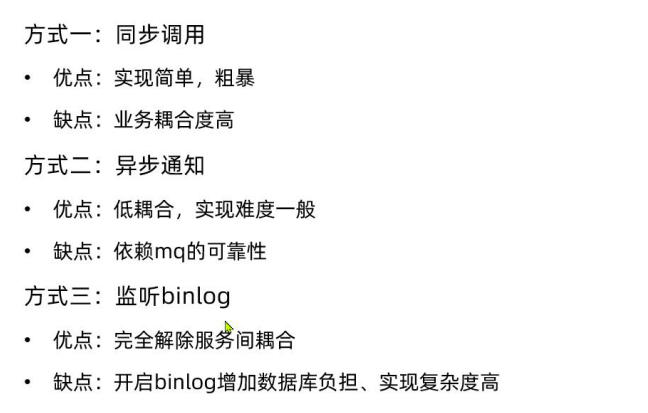 方式一：同步调用
• 优点：实现简单，粗暴
• 缺点：业务耦合度高
方式二：异步通知
• 优点：低耦合，实现难度一般
• 缺点：依赖mq的可靠性
方式三：监听binlog
• 优点：完全解除服务间耦合
• 缺点：开启binlog增加数据库负担、实现复杂度高